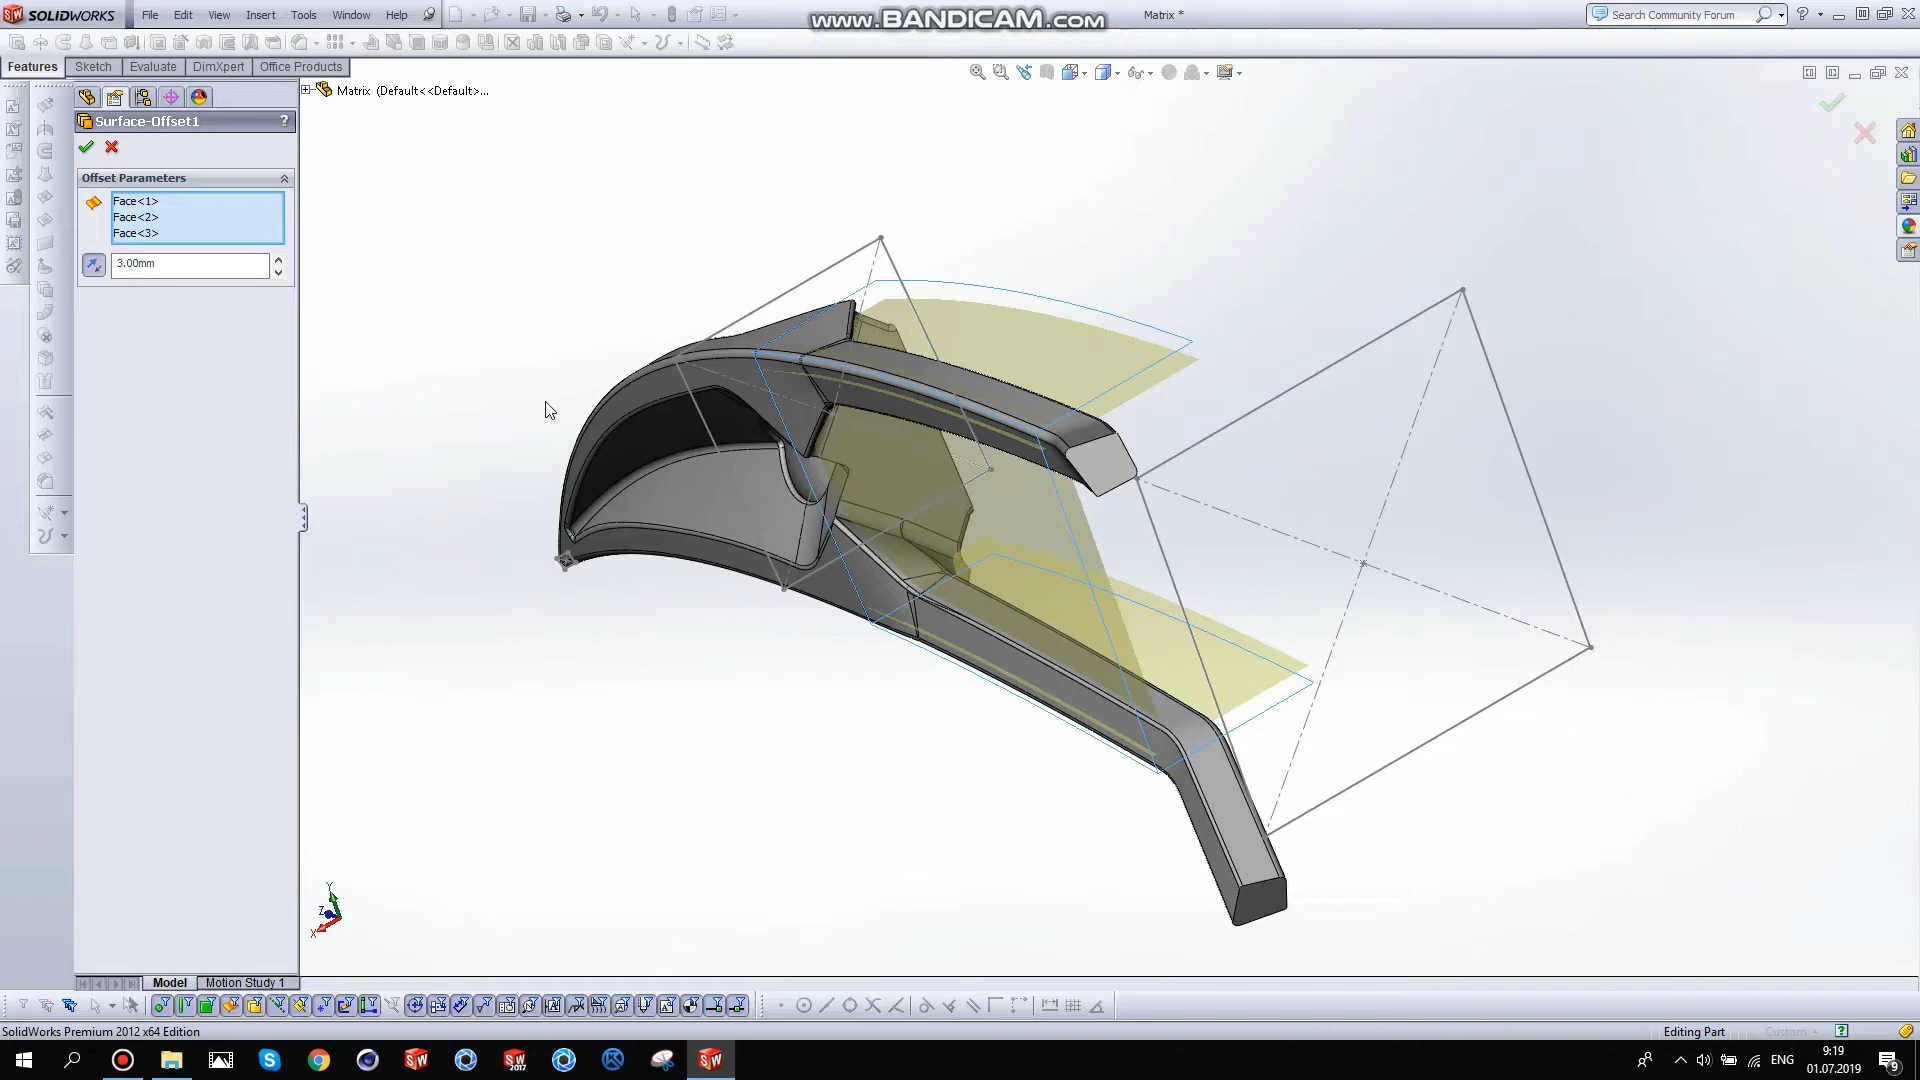 SOLIDWORKS File Edit View Insert Tools Window Help
www.BANDICAM.com
Matrix *
Search Community Forum
Features Sketch Evaluate DimXpert Office Products
Matrix (Default<<Default>...
Surface-Offset1 ?
Offset Parameters
Face<1>
Face<2>
Face<3>
3.00mm
Y
Z
X
Model Motion Study 1
SolidWorks Premium 2012 x64 Edition
Editing Part
Custom
ENG
9:19
01.07.2019
9
2017